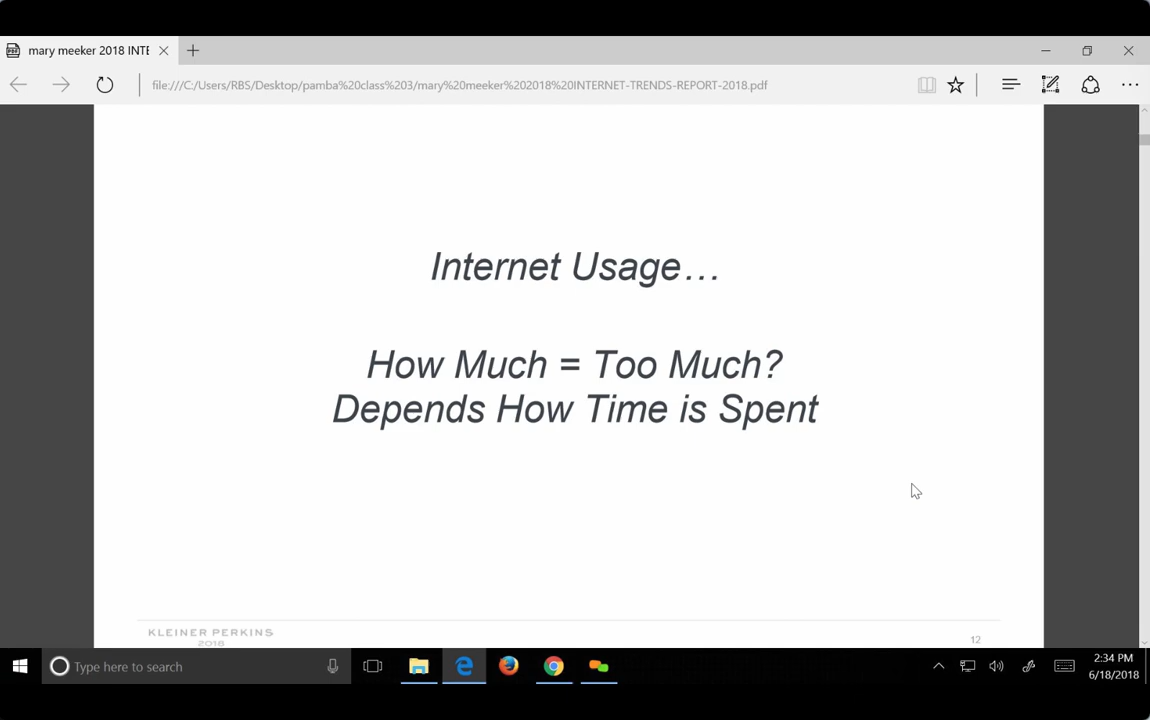 mary meeker 2018 INTE
file:///C:/Users/RBS/Desktop/pamba%20class%203/mary%20meeker%202018%20INTERNET-TRENDS-REPORT-2018.pdf
Internet Usage…
How Much = Too Much?
Depends How Time is Spent
KLEINER PERKINS
2018
12
Type here to search
2:34 PM
6/18/2018